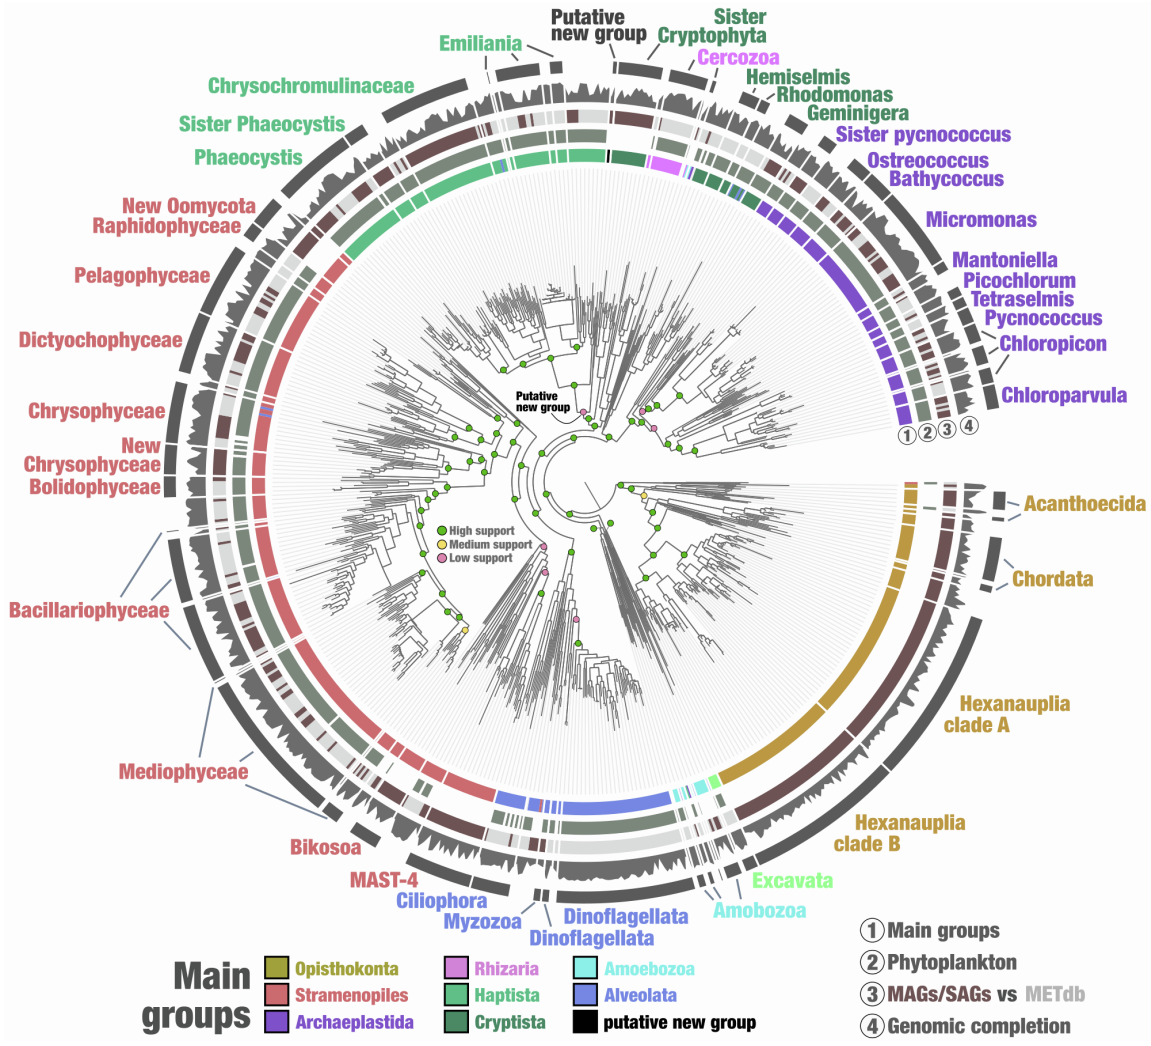 Putative
new group
Sister
Cryptophyta
Cercozoa
Emiliania
Hemiselmis
Rhodomonas
Geminigera
Chrysochromulinaceae
Sister Phaeocystis
Phaeocystis
Sister pycnococcus
Ostreococcus
Bathycoccus
Micromonas
New Oomycota
Raphidophyceae
Pelagophyceae
Mantoniella
Picochlorum
Tetraselmis
Pycnococcus
Chloropicon
Chloroparvula
Dictyochophyceae
Chrysophyceae
New
Chrysophyceae
Bolidophyceae
Putative
new group
1 2 3 4
High support
Medium support
Low support
Acanthoecida
Chordata
Bacillariophyceae
Hexanauplia
clade A
Mediophyceae
Hexanauplia
clade B
Bikosoa
MAST-4
Ciliophora
Myzozoa
Dinoflagellata
Dinoflagellata
Excavata
Amobozoa
Main
groups
Opisthokonta
Stramenopiles
Archaeplastida
Rhizaria
Haptista
Cryptista
Amoebozoa
Alveolata
putative new group
1 Main groups
2 Phytoplankton
3 MAGs/SAGs vs METdb
4 Genomic completion